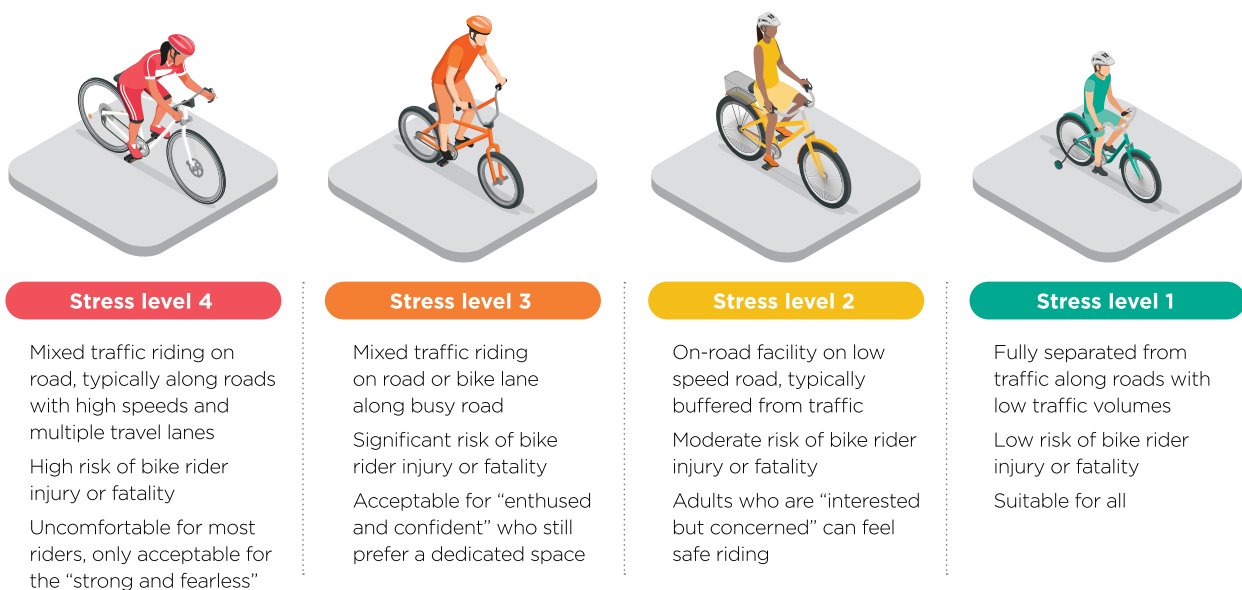 Stress level 4
Mixed traffic riding on
road, typically along roads
with high speeds and
multiple travel lanes
High risk of bike rider
injury or fatality
Uncomfortable for most
riders, only acceptable for
the “strong and fearless”
Stress level 3
Mixed traffic riding
on road or bike lane
along busy road
Significant risk of bike
rider injury or fatality
Acceptable for “enthused
and confident” who still
prefer a dedicated space
Stress level 2
On-road facility on low
speed road, typically
buffered from traffic
Moderate risk of bike rider
injury or fatality
Adults who are “interested
but concerned” can feel
safe riding
Stress level 1
Fully separated from
traffic along roads with
low traffic volumes
Low risk of bike rider
injury or fatality
Suitable for all